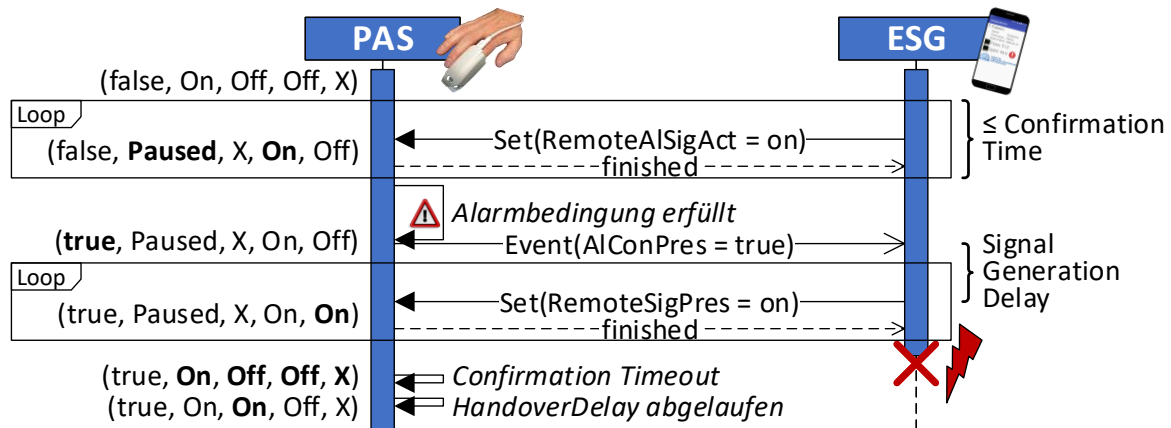 PAS
ESG
(false, On, Off, Off, X)
Loop
(false, Paused, X, On, Off)
Set(RemoteAlSigAct = on)
finished
≤ Confirmation
Time
Alarmbedingung erfüllt
(true, Paused, X, On, Off)
Event(AlConPres = true)
Signal
Generation
Delay
Loop
(true, Paused, X, On, On)
Set(RemoteSigPres = on)
finished
(true, On, Off, Off, X)
Confirmation Timeout
(true, On, On, Off, X)
HandoverDelay abgelaufen